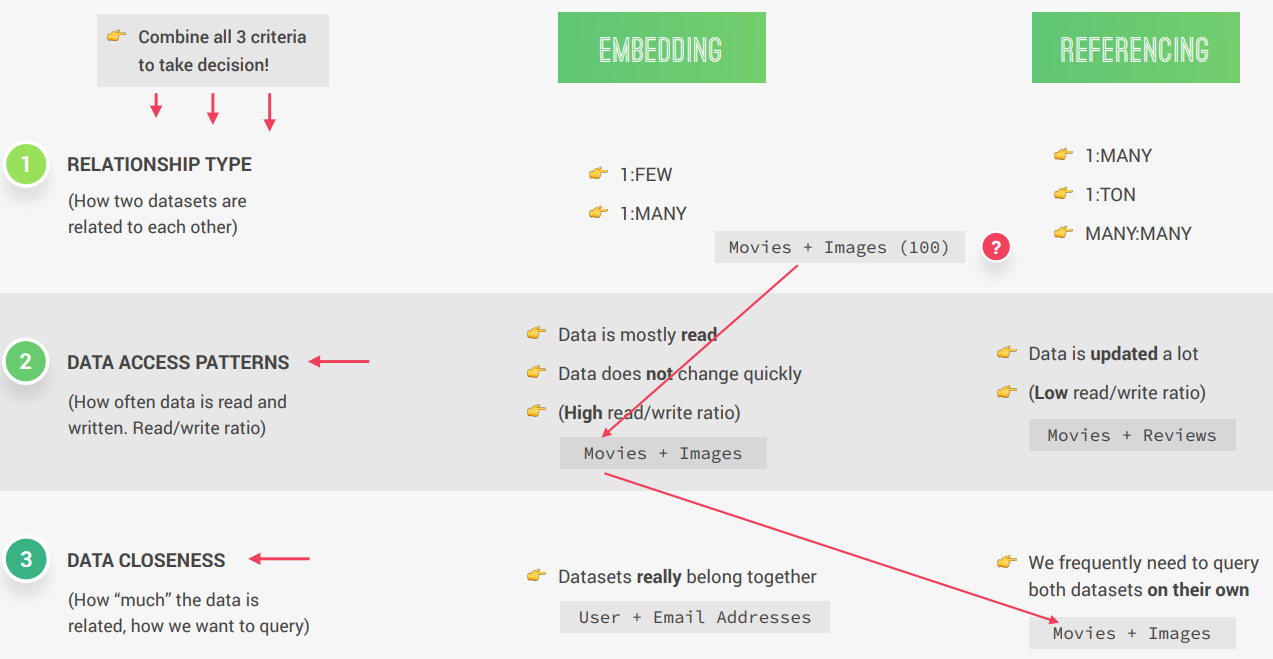 Combine all 3 criteria
to take decision!
EMBEDDING
REFERENCING
1
RELATIONSHIP TYPE
(How two datasets are
related to each other)
1:FEW
1:MANY
Movies + Images (100)
?
1:MANY
1:TON
MANY:MANY
2
DATA ACCESS PATTERNS
(How often data is read and
written. Read/write ratio)
Data is mostly read
Data does not change quickly
(High read/write ratio)
Movies + Images
Data is updated a lot
(Low read/write ratio)
Movies + Reviews
3
DATA CLOSENESS
(How “much” the data is
related, how we want to query)
Datasets really belong together
User + Email Addresses
We frequently need to query
both datasets on their own
Movies + Images